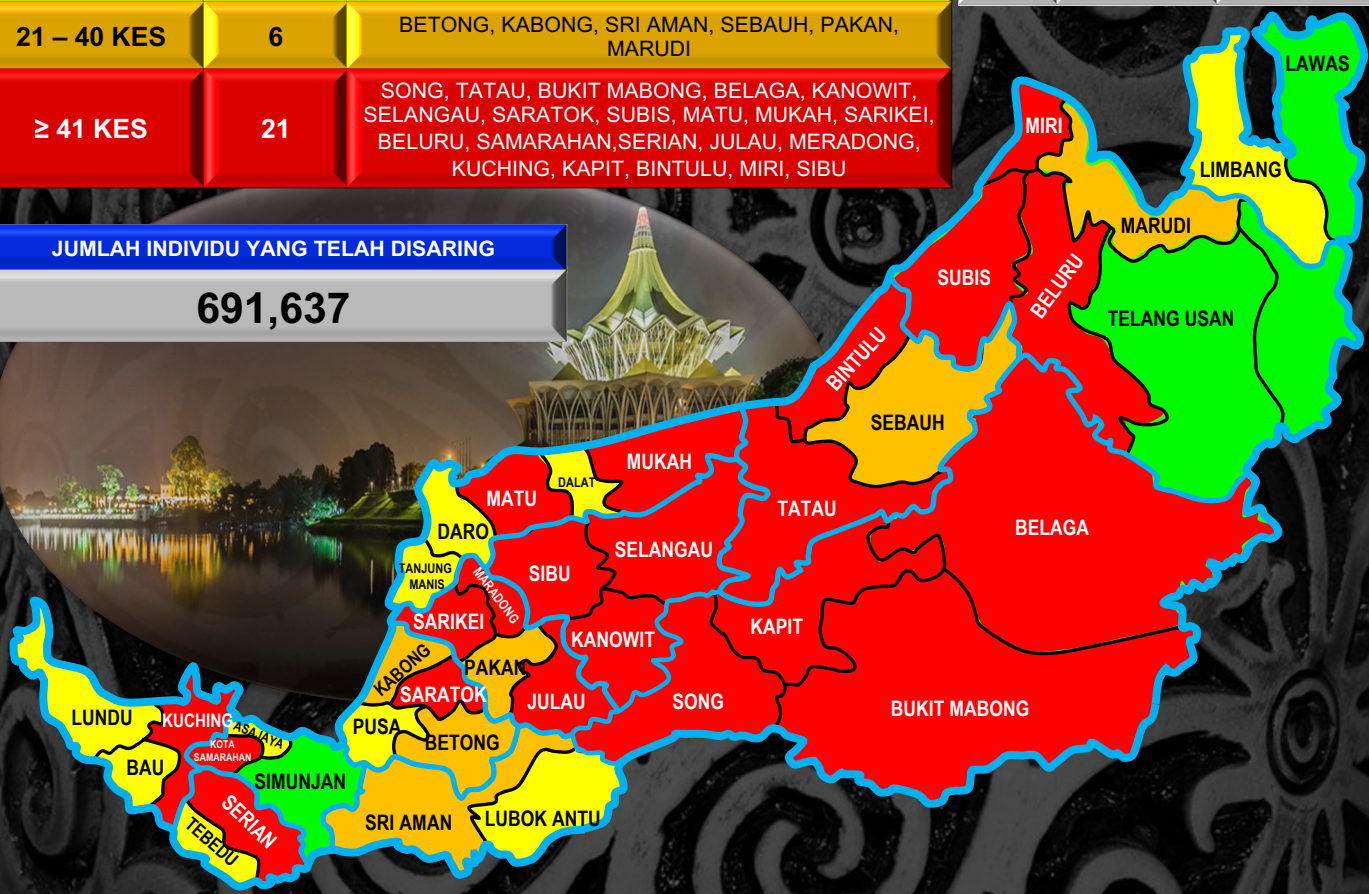 21 – 40 KES
6
BETONG, KABONG, SRI AMAN, SEBAUH, PAKAN,
MARUDI
≥ 41 KES
21
SONG, TATAU, BUKIT MABONG, BELAGA, KANOWIT,
SELANGAU, SARATOK, SUBIS, MATU, MUKAH, SARIKEI,
BELURU, SAMARAHAN,SERIAN, JULAU, MERADONG,
KUCHING, KAPIT, BINTULU, MIRI, SIBU
JUMLAH INDIVIDU YANG TELAH DISARING
691,637
LAWAS
MIRI
LIMBANG
MARUDI
SUBIS
BELURU
TELANG USAN
BINTULU
SEBAUH
MUKAH
DALAT
MATU
TATAU
BELAGA
DARO
SELANGAU
TANJUNG
MANIS
SIBU
MARADONG
SARIKEI
KAPIT
KANOWIT
KABONG
PAKAN
SARATOK
JULAU
SONG
BUKIT MABONG
LUNDU
KUCHING
ASAJAYA
PUSA
BETONG
KOTA
SAMARAHAN
BAU
SIMUNJAN
SERIAN
SRI AMAN
LUBOK ANTU
TEBEDU